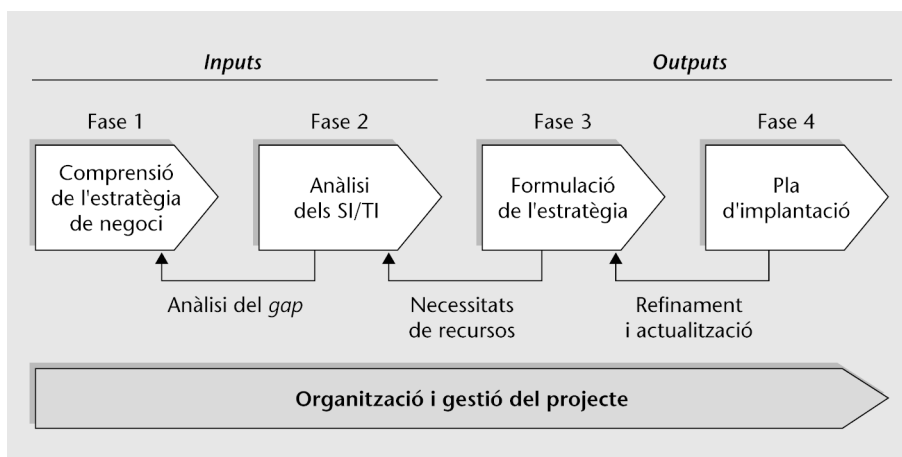 Inputs
Outputs
Fase 1
Fase 2
Fase 3
Fase 4
Comprensió
de l'estratègia
de negoci
Anàlisi
dels SI/TI
Formulació
de l'estratègia
Pla
d'implantació
Anàlisi del gap
Necessitats
de recursos
Refinament
i actualització
Organització i gestió del projecte